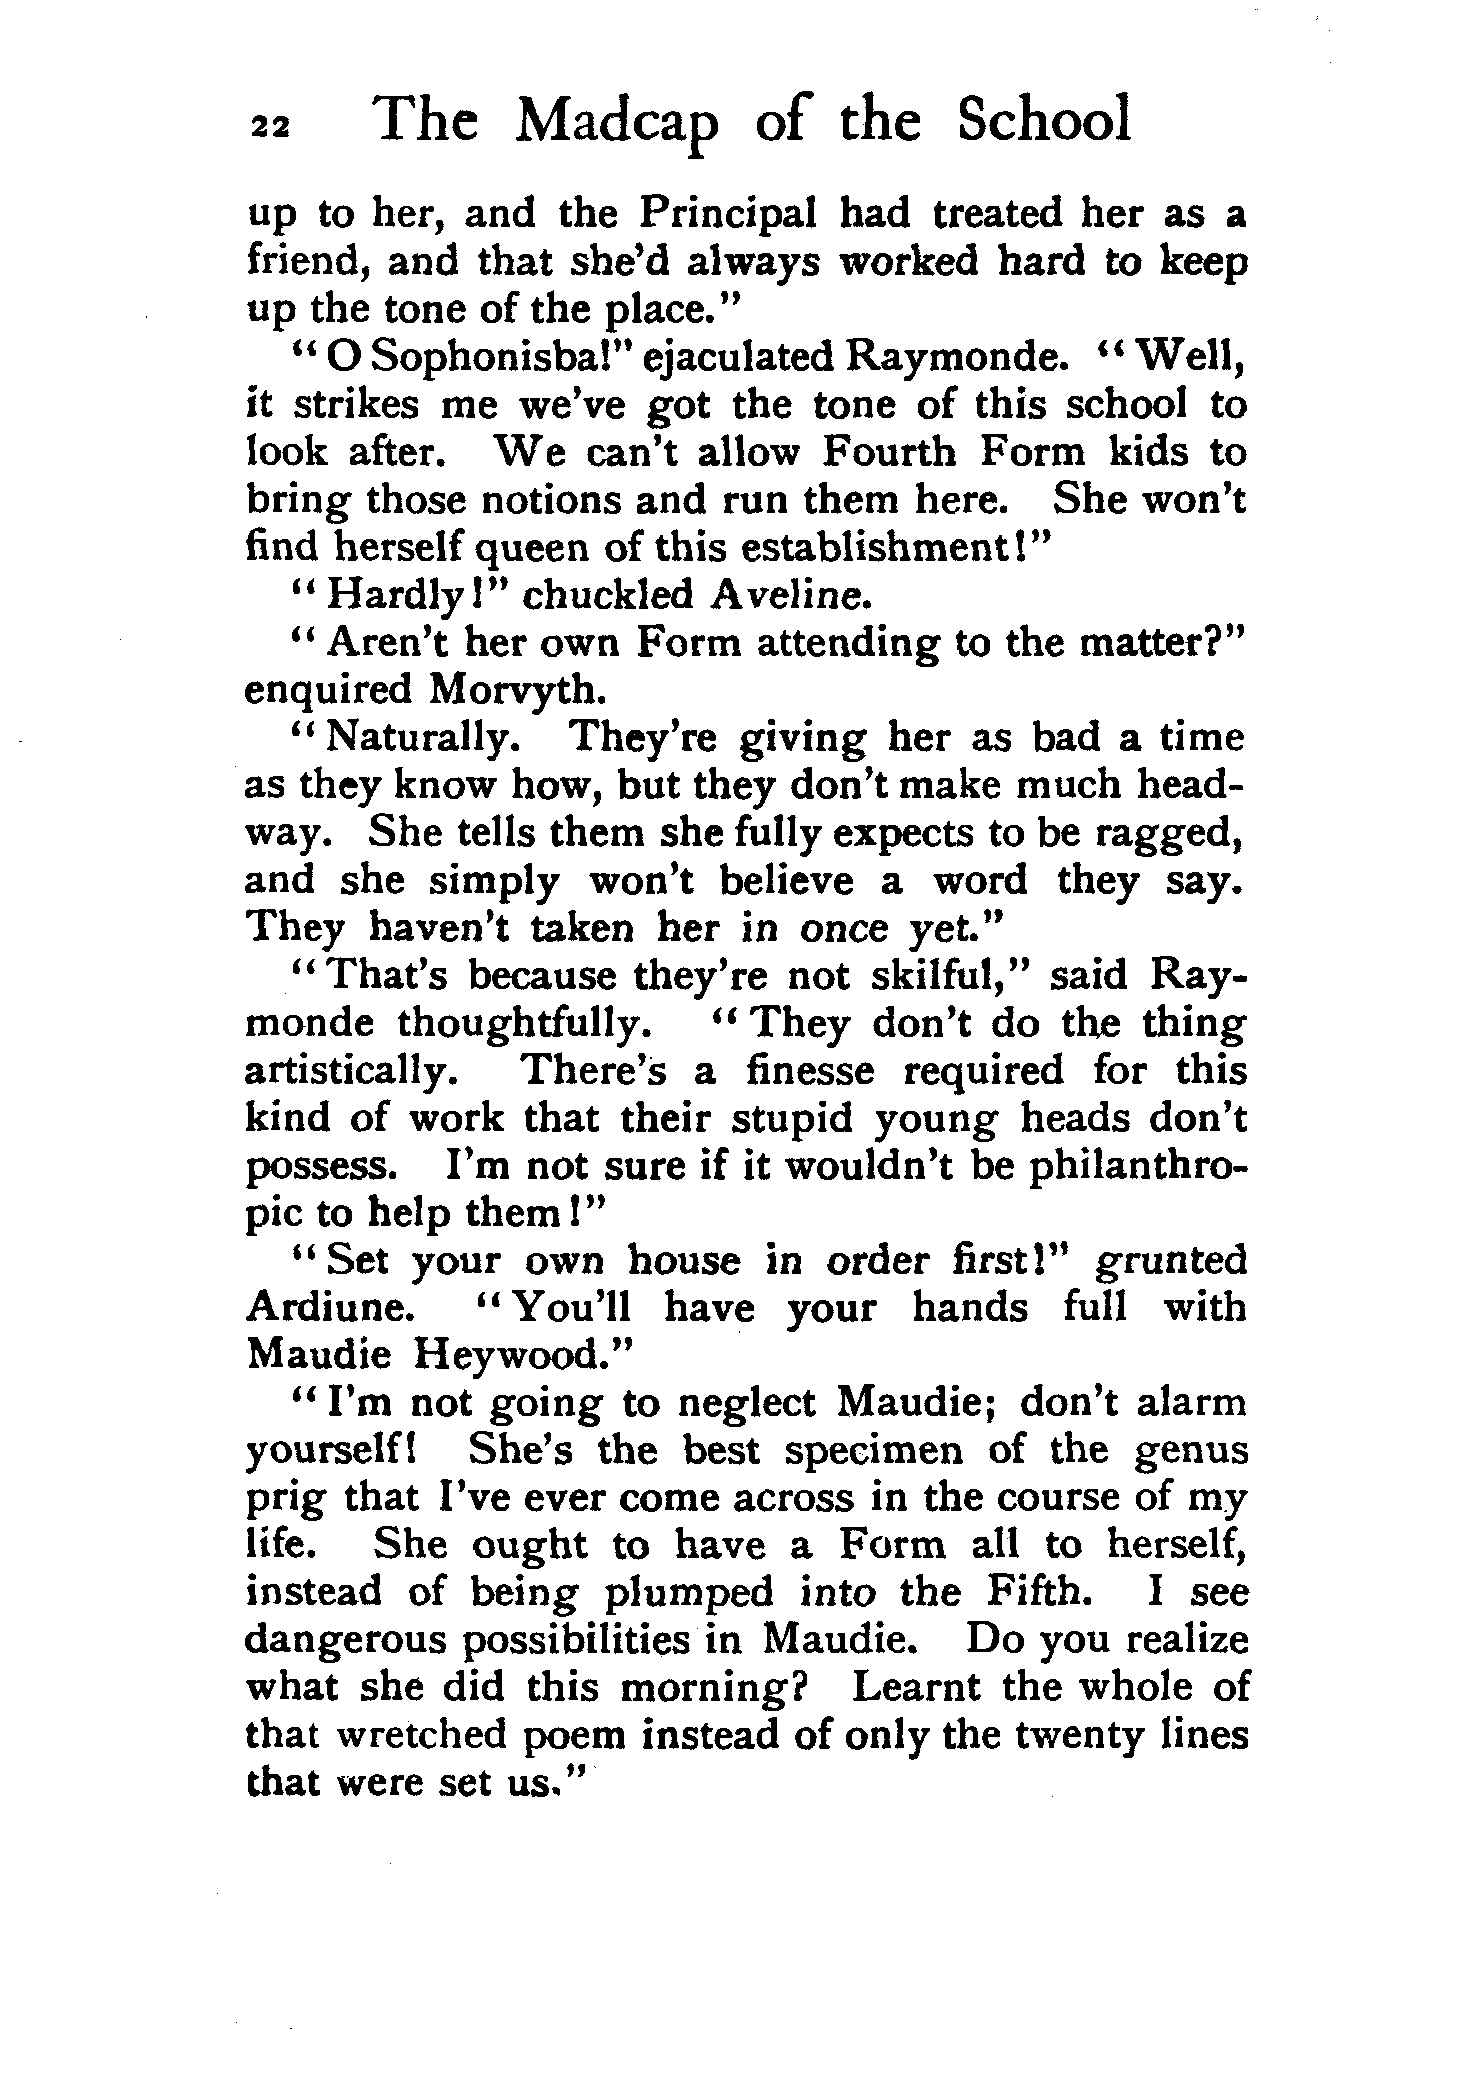 22 The Madcap of the School
up to her, and the Principal had treated her as a
friend, and that she'd always worked hard to keep
up the tone of the place."
"O Sophonisba!" ejaculated Raymonde. "Well,
it strikes me we've got the tone of this school to
look after. We can't allow Fourth Form kids to
bring those notions and run them here. She won't
find herself queen of this establishment!"
"Hardly!" chuckled Aveline.
"Aren't her own Form attending to the matter?"
enquired Morvyth.
"Naturally. They're giving her as bad a time
as they know how, but they don't make much head-
way. She tells them she fully expects to be ragged,
and she simply won't believe a word they say.
They haven't taken her in once yet."
"That's because they're not skilful," said Ray-
monde thoughtfully. "They don't do the thing
artistically. There's a finesse required for this
kind of work that their stupid young heads don't
possess. I'm not sure if it wouldn't be philanthro-
pic to help them!"
"Set your own house in order first!" grunted
Ardiune. "You'll have your hands full with
Maudie Heywood."
"I'm not going to neglect Maudie; don't alarm
yourself! She's the best specimen of the genus
prig that I've ever come across in the course of my
life. She ought to have a Form all to herself,
instead of being plumped into the Fifth. I see
dangerous possibilities in Maudie. Do you realize
what she did this morning? Learnt the whole of
that wretched poem instead of only the twenty lines
that were set us."